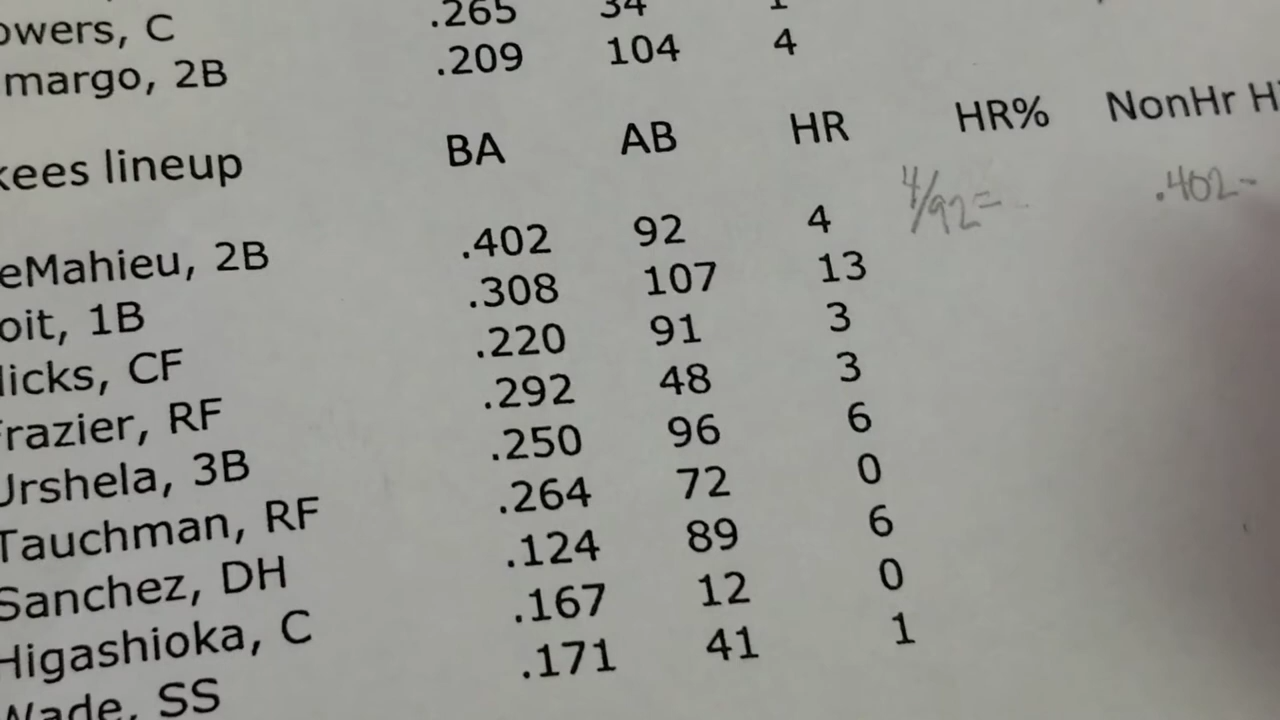 owers, C .265 34 1
margo, 2B .209 104 4
kees lineup BA AB HR HR% NonHr H
eMahieu, 2B .402 92 4 4/92= .402-
oit, 1B .308 107 13
icks, CF .220 91 3
razier, RF .292 48 3
Urshela, 3B .250 96 6
Tauchman, RF .264 72 0
Sanchez, DH .124 89 6
Higashioka, C .167 12 0
Wade, SS .171 41 1